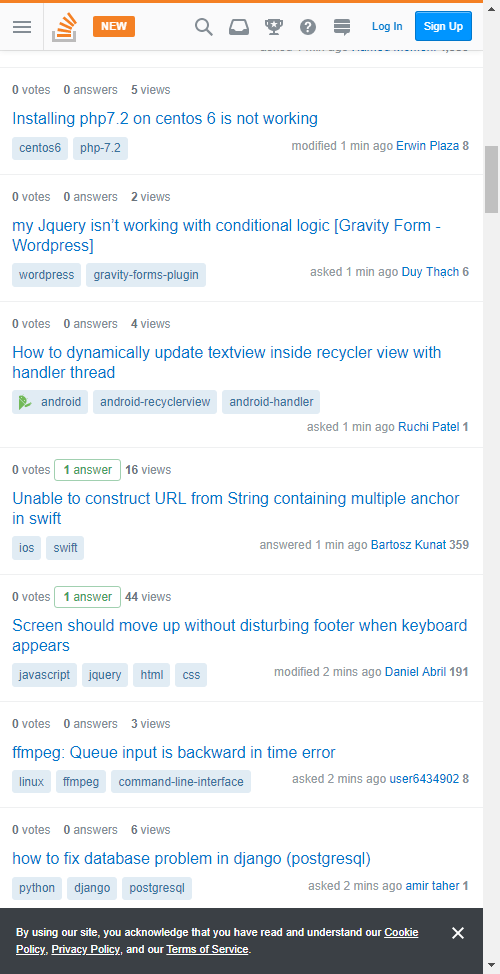 NEW
Log In
Sign Up
0 votes 0 answers 5 views
Installing php7.2 on centos 6 is not working
centos6 php-7.2
modified 1 min ago Erwin Plaza 8
0 votes 0 answers 2 views
my Jquery isn’t working with conditional logic [Gravity Form -
Wordpress]
wordpress gravity-forms-plugin
asked 1 min ago Duy Thạch 6
0 votes 0 answers 4 views
How to dynamically update textview inside recycler view with
handler thread
android android-recyclerview android-handler
asked 1 min ago Ruchi Patel 1
0 votes 1 answer 16 views
Unable to construct URL from String containing multiple anchor
in swift
ios swift
answered 1 min ago Bartosz Kunat 359
0 votes 1 answer 44 views
Screen should move up without disturbing footer when keyboard
appears
javascript jquery html css
modified 2 mins ago Daniel Abril 191
0 votes 0 answers 3 views
ffmpeg: Queue input is backward in time error
linux ffmpeg command-line-interface
asked 2 mins ago user6434902 8
0 votes 0 answers 6 views
how to fix database problem in django (postgresql)
python django postgresql
asked 2 mins ago amir taher 1
By using our site, you acknowledge that you have read and understand our Cookie
Policy, Privacy Policy, and our Terms of Service.